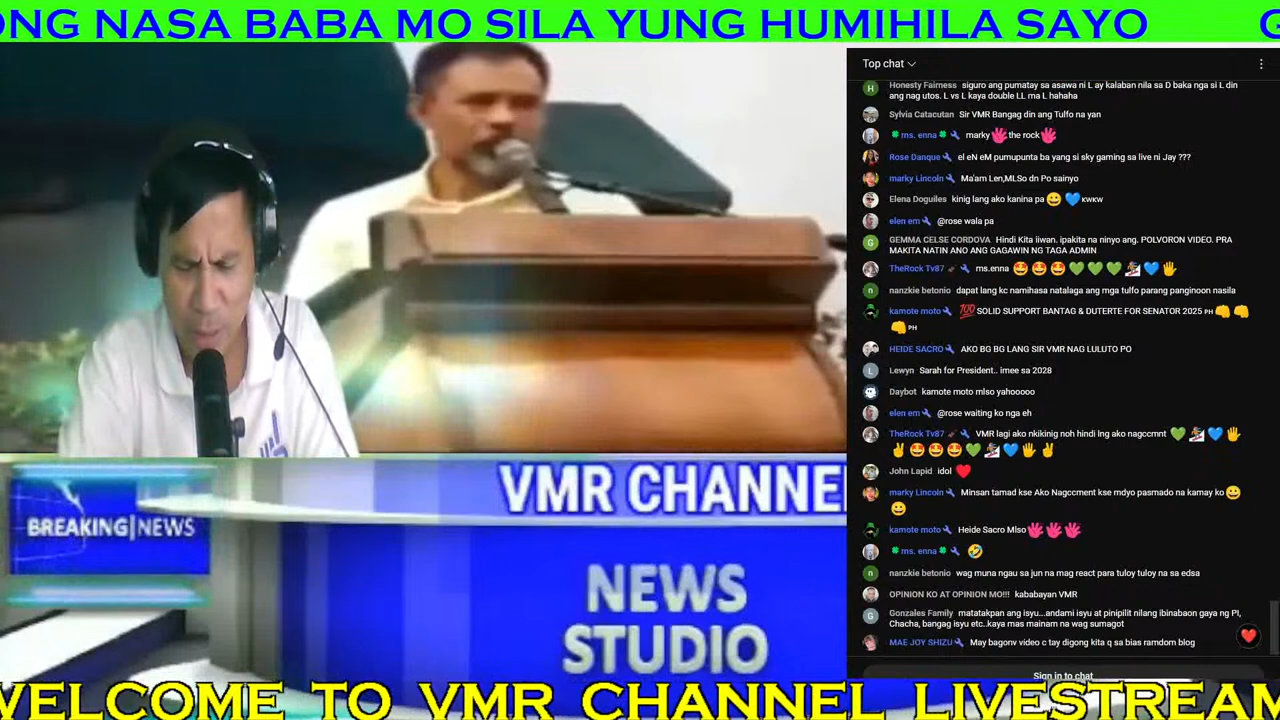 ONG NASA BABA MO SILA YUNG HUMIHILA SAYO
Top chat
Honesty Fairness siguro ang pumatay sa asawa ni L ay kalaban nila sa D baka nga si L din
ang nag utos. L vs L kaya double LL ma L hahaha
Sylvia Catacutan Sir VMR Bangag din ang Tulfo na yan
🍀 ms. enna 🍀 marky👋the rock👋
Rose Danque el eN eM pumupunta ba yang si sky gaming sa live ni Jay ???
marky Lincoln Ma'am Len,MLSo dn Po sainyo
Elena Doguiles kinig lang ako kanina pa 😀 💙 KWKW
elen em @rose wala pa
GEMMA CELSE CORDOVA Hindi Kita iiwan. ipakita na ninyo ang. POLVORON VIDEO. PRA
MAKITA NATIN ANO ANG GAGAWIN NG TAGA ADMIN
TheRock Tv87 ms.enna 🤩 🤩 🤩 💚 💚 💚 💙 🖐
nanzkie betonio dapat lang kc namihasa natalaga ang mga tulfo parang panginoon nasila
kamote moto 💯 SOLID SUPPORT BANTAG & DUTERTE FOR SENATOR 2025 PH 👊 👊
👊 PH
HEIDE SACRO AKO BG BG LANG SIR VMR NAG LULUTO PO
Lewyn Sarah for President.. imee sa 2028
Daybot kamote moto mlso yahooooo
elen em @rose waiting ko nga eh
TheRock Tv87 VMR lagi ako nkikinig noh hindi lng ako nagccmnt 💚 💙 🖐
✌ 🤩 🤩 🤩 💚 💙 🖐 ✌
John Lapid idol ❤
marky Lincoln Minsan tamad kse Ako Nagccment kse mdyo pasmado na kamay ko 😀
😀
kamote moto Heide Sacro Mlso👋👋👋
🍀 ms. enna 🍀 🤣
nanzkie betonio wag muna ngau sa jun na mag react para tuloy tuloy na sa edsa
OPINION KO AT OPINION MO!!! kababayan VMR
Gonzales Family matatakpan ang isyu...andami isyu at pinipilit nilang ibinabaon gaya ng PI,
Chacha, bangag isyu etc..kaya mas mainam na wag sumagot
MAE JOY SHIZU May bagonv video c tay digong kita q sa bias ramdom blog
Sign in to chat
VMR CHANNE
BREAKING|NEWS
NEWS
STUDIO
WELCOME TO VMR CHANNEL LIVESTREAM